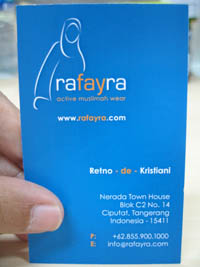 rafayra
active muslimah wear
www.rafayra.com
Retno - de - Kristiani
Nerada Town House
Blok C2 No. 14
Ciputat, Tangerang
Indonesia - 15411
P: +62.855.900.1000
E: info@rafayra.com